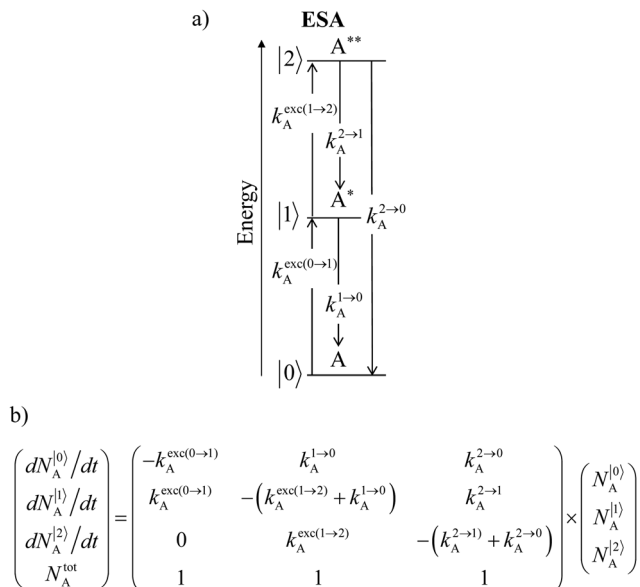 a)
ESA
A**
|2⟩
k_A^{exc(1→2)}
k_A^{2→1}
A*
|1⟩
k_A^{2→0}
Energy
k_A^{exc(0→1)}
k_A^{1→0}
A
|0⟩
b)
dN_A^{|0⟩}/dt −k_A^{exc(0→1)} k_A^{1→0} k_A^{2→0} N_A^{|0⟩}
dN_A^{|1⟩}/dt k_A^{exc(0→1)} −(k_A^{exc(1→2)} + k_A^{1→0}) k_A^{2→1} N_A^{|1⟩}
= ×
dN_A^{|2⟩}/dt 0 k_A^{exc(1→2)} −(k_A^{2→1)} + k_A^{2→0}) N_A^{|2⟩}
N_A^{tot} 1 1 1